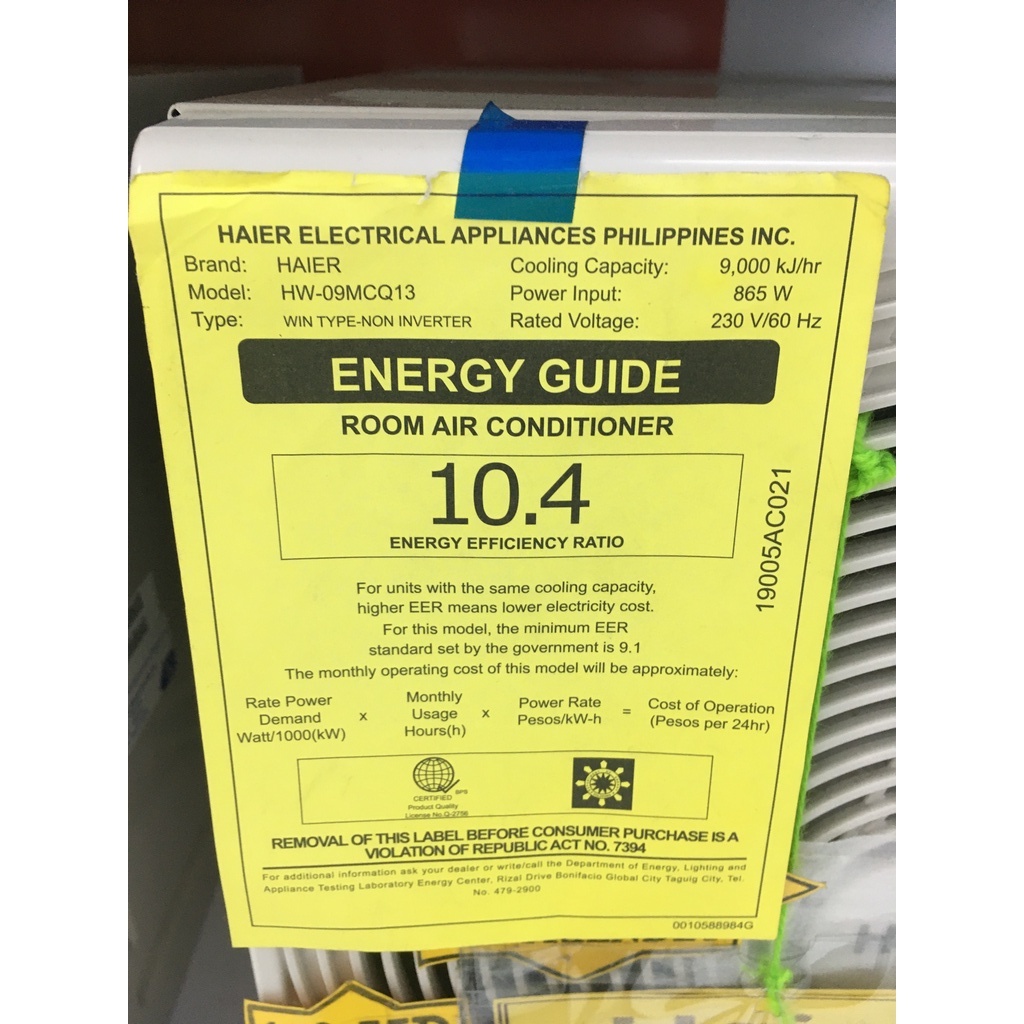 HAIER ELECTRICAL APPLIANCES PHILIPPINES INC.
Brand: HAIER Cooling Capacity: 9,000 kJ/hr
Model: HW-09MCQ13 Power Input: 865 W
Type: WIN TYPE-NON INVERTER Rated Voltage: 230 V/60 Hz
ENERGY GUIDE
ROOM AIR CONDITIONER
10.4
ENERGY EFFICIENCY RATIO
19005AC021
For units with the same cooling capacity,
higher EER means lower electricity cost.
For this model, the minimum EER
standard set by the government is 9.1
The monthly operating cost of this model will be approximately:
Rate Power Demand Watt/1000(kW) x Monthly Usage Hours(h) x Power Rate Pesos/kW-h = Cost of Operation (Pesos per 24hr)
BPS
CERTIFIED
Product Quality
License No.Q-2756
REMOVAL OF THIS LABEL BEFORE CONSUMER PURCHASE IS A
VIOLATION OF REPUBLIC ACT NO. 7394
For additional information ask your dealer or write/call the Department of Energy, Lighting and
Appliance Testing Laboratory Energy Center, Rizal Drive Bonifacio Global City Taguig City, Tel.
No. 479-2900
0010588984G